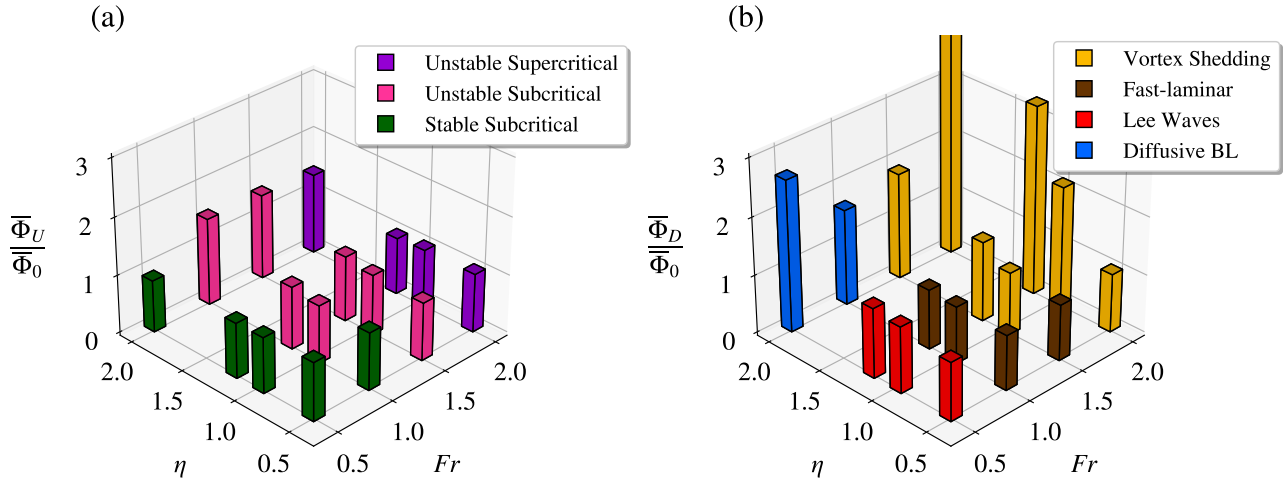 (a)
Unstable Supercritical
Unstable Subcritical
Stable Subcritical
3
2
1
0
Φ̅_U
Φ̅_0
2.0
1.5
1.0
0.5
η
0.5
1.0
1.5
2.0
Fr
(b)
Vortex Shedding
Fast-laminar
Lee Waves
Diffusive BL
3
2
1
0
Φ̅_D
Φ̅_0
2.0
1.5
1.0
0.5
η
0.5
1.0
1.5
2.0
Fr